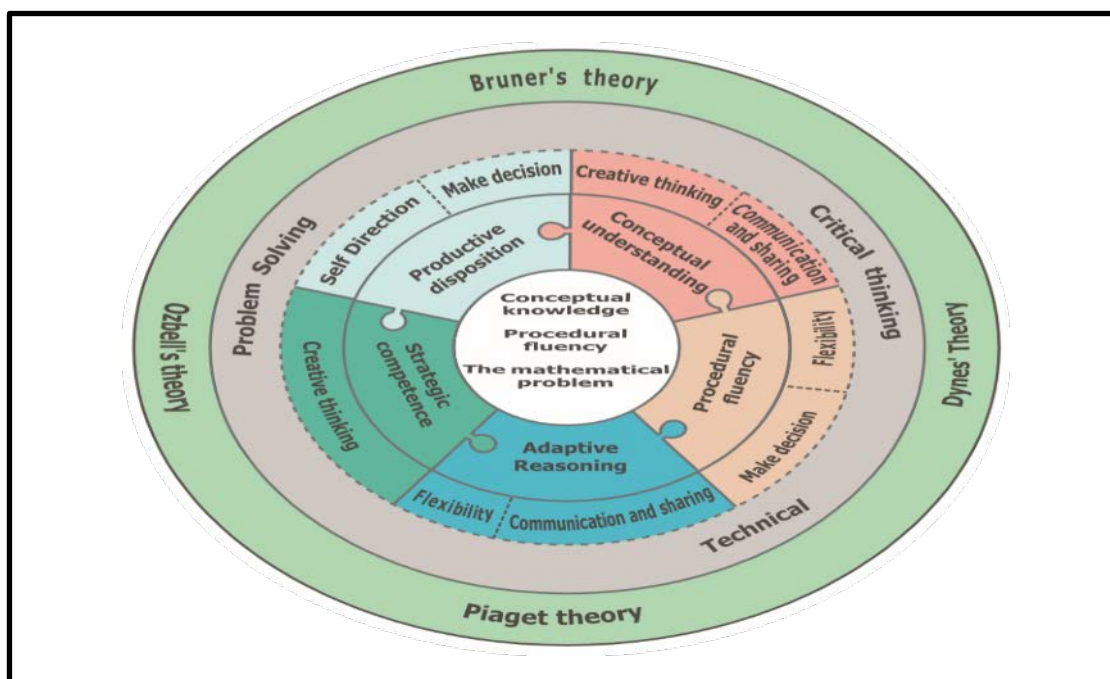 Bruner's theory
Ozbell's theory
Dynes' Theory
Piaget theory
Problem Solving
Critical thinking
Technical
Self Direction
Make decision
Creative thinking
Communication
and sharing
Flexibility
Make decision
Communication and sharing
Flexibility
Creative thinking
Productive
disposition
Conceptual
understanding
Procedural
fluency
Adaptive
Reasoning
Strategic
competence
Conceptual
knowledge
Procedural
fluency
The mathematical
problem